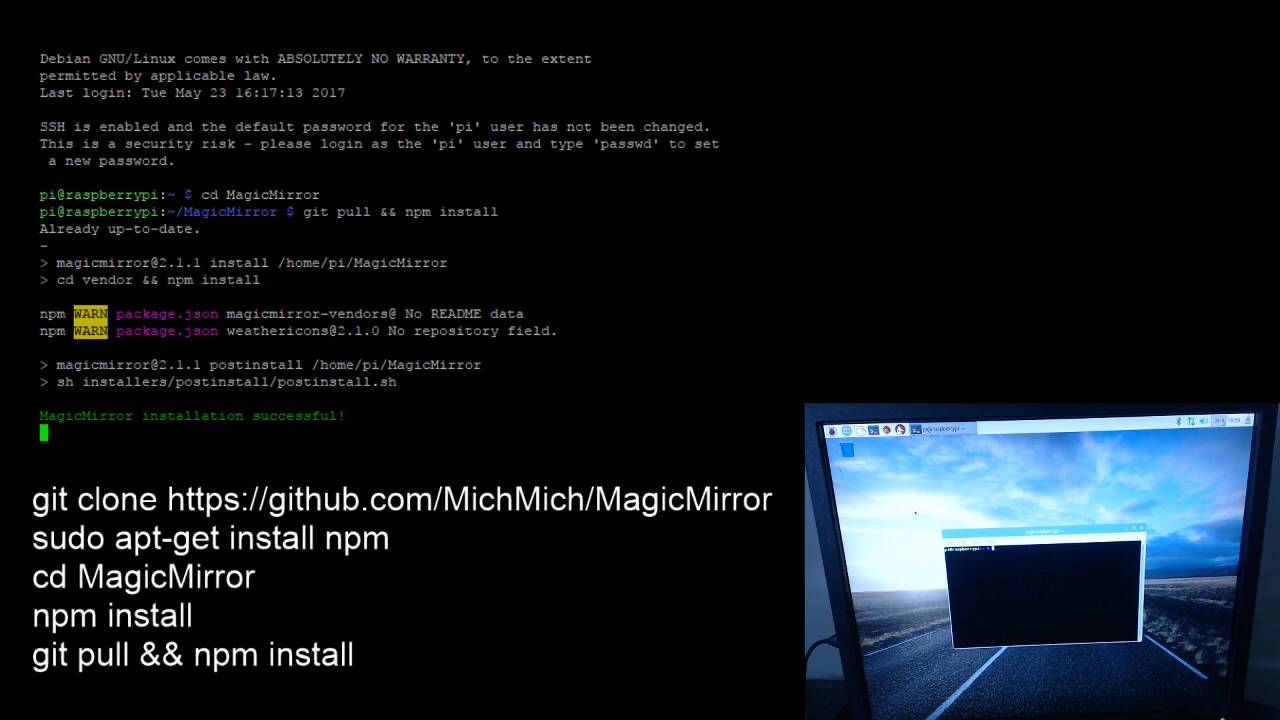 Debian GNU/Linux comes with ABSOLUTELY NO WARRANTY, to the extent
permitted by applicable law.
Last login: Tue May 23 16:17:13 2017
SSH is enabled and the default password for the 'pi' user has not been changed.
This is a security risk - please login as the 'pi' user and type 'passwd' to set
a new password.
pi@raspberrypi:~ $ cd MagicMirror
pi@raspberrypi:~/MagicMirror $ git pull && npm install
Already up-to-date.
-
> magicmirror@2.1.1 install /home/pi/MagicMirror
> cd vendor && npm install
npm WARN package.json magicmirror-vendors@ No README data
npm WARN package.json weathericons@2.1.0 No repository field.
> magicmirror@2.1.1 postinstall /home/pi/MagicMirror
> sh installers/postinstall/postinstall.sh
MagicMirror installation successful!
git clone https://github.com/MichMich/MagicMirror
sudo apt-get install npm
cd MagicMirror
npm install
git pull && npm install
pi@raspberrypi: ~
pi@raspberrypi: ~
pi@raspberrypi:~ $